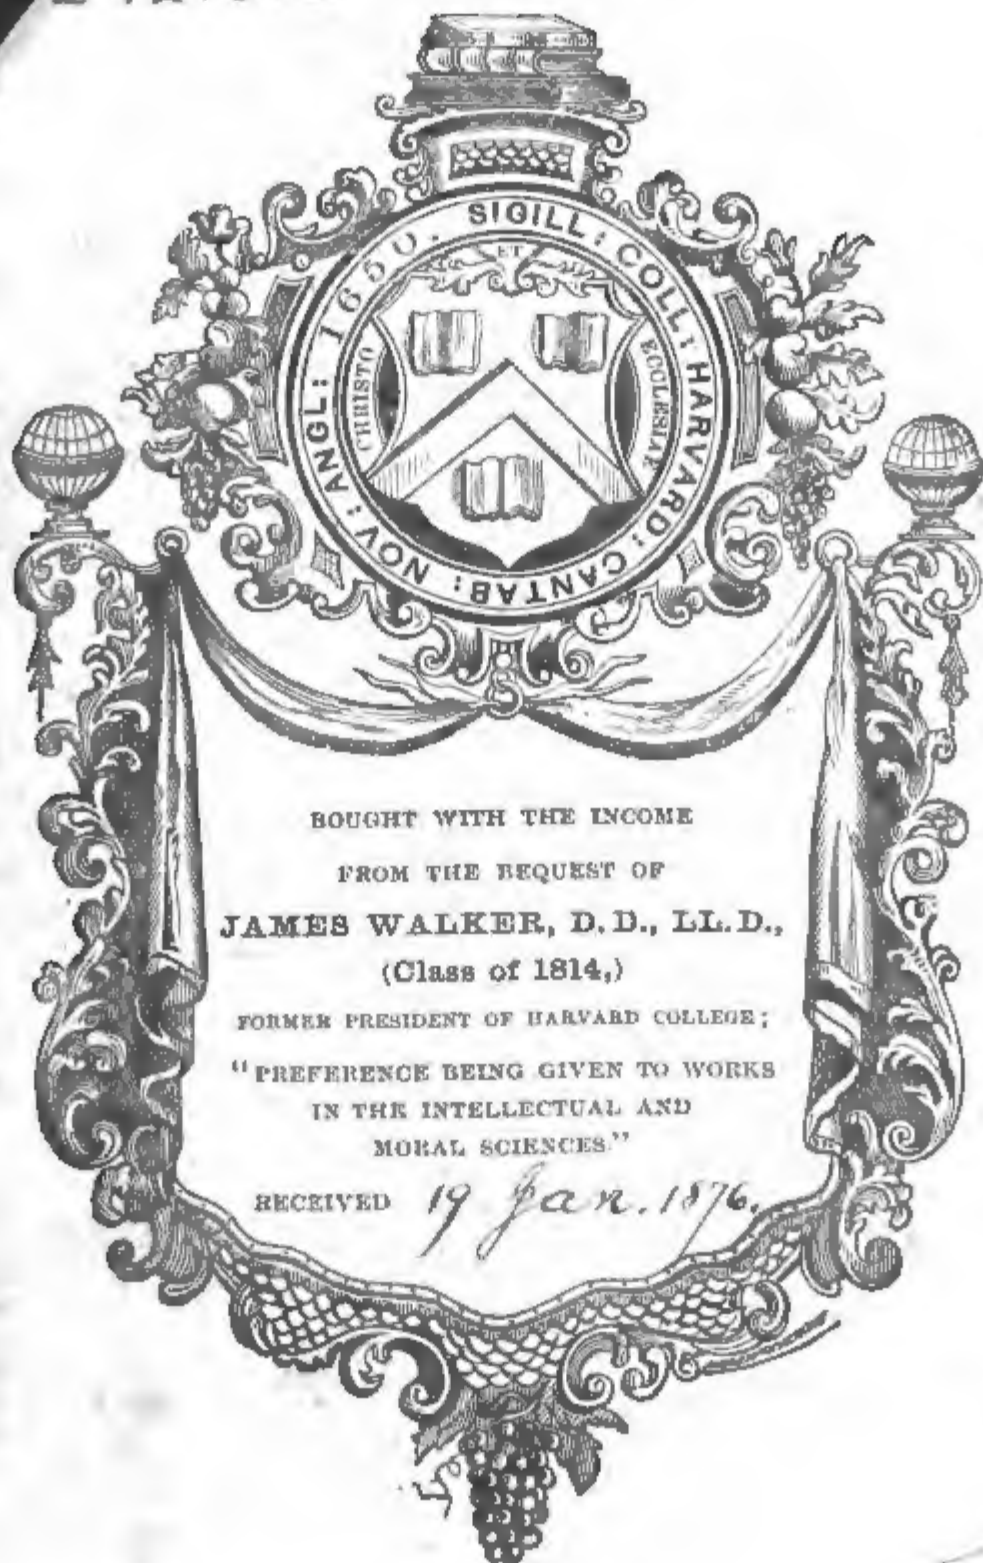 SIGILL: COLL: HARVARD: CANTAB: NOV: ANGL: 1650.
ET
CHRISTO
ECCLESIAE
BOUGHT WITH THE INCOME
FROM THE BEQUEST OF
JAMES WALKER, D.D., LL.D.,
(Class of 1814,)
FORMER PRESIDENT OF HARVARD COLLEGE;
"PREFERENCE BEING GIVEN TO WORKS
IN THE INTELLECTUAL AND
MORAL SCIENCES."
RECEIVED 19 Jan. 1876.